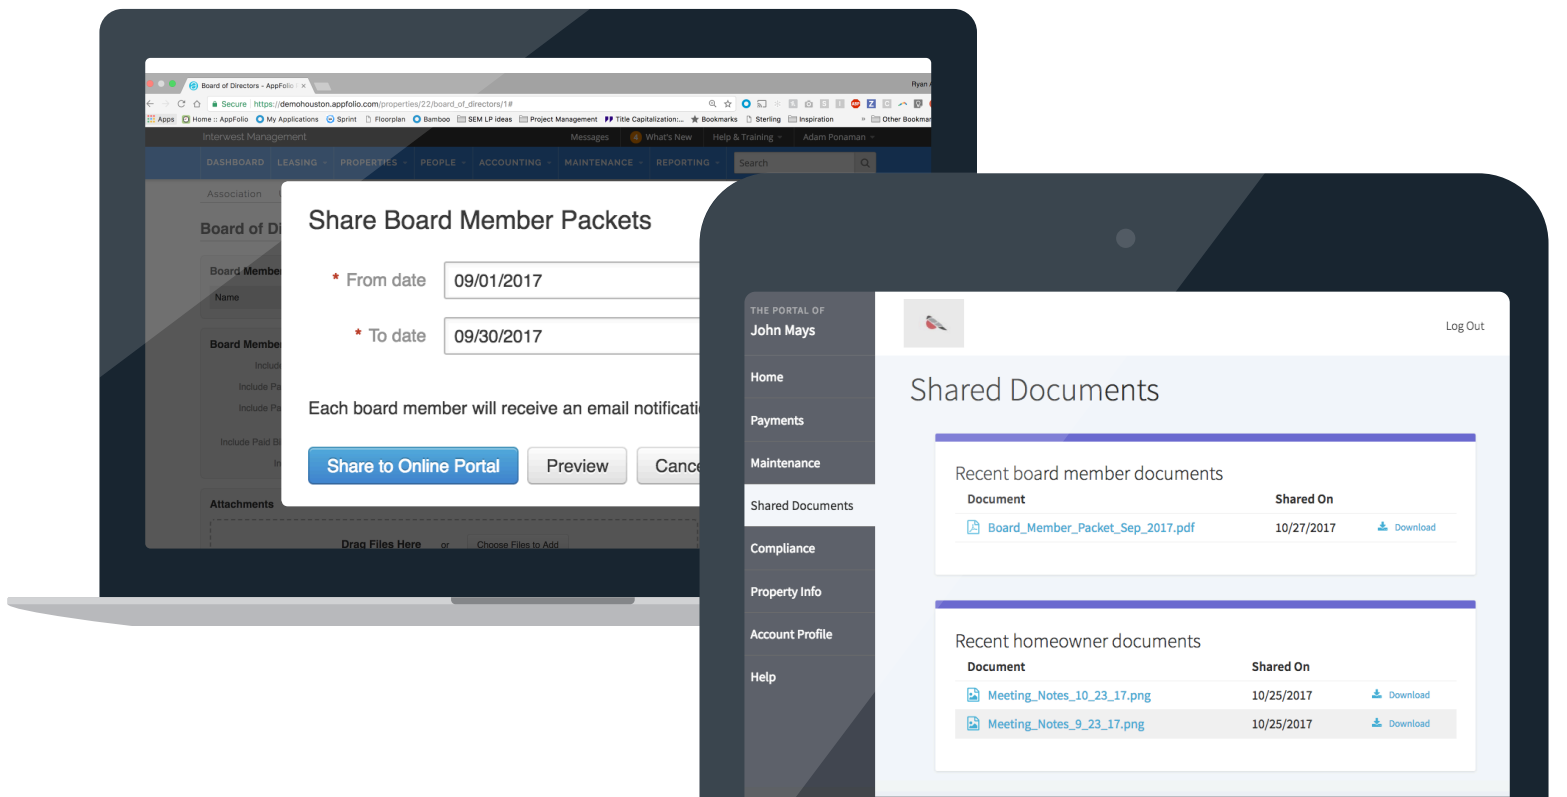 Board of Directors - AppFolio
Ryan
Secure https://demohouston.appfolio.com/properties/22/board_of_directors/1#
Apps Home :: AppFolio My Applications Sprint Floorplan Bamboo SEM LP ideas Project Management Title Capitalization:... Bookmarks Sterling Inspiration » Other Bookmar
Interwest Management Messages 4 What's New Help & Training Adam Ponaman
DASHBOARD LEASING PROPERTIES PEOPLE ACCOUNTING MAINTENANCE REPORTING Search
Association
Board of Di
Board Membe
Name
Board Membe
Includ
Include Pa
Include Pa
Include Paid Bi
In
Attachments
Drag Files Here or Choose Files to Add
Share Board Member Packets
* From date 09/01/2017
* To date 09/30/2017
Each board member will receive an email notificati
Share to Online Portal Preview Cance
THE PORTAL OF
John Mays
Home
Payments
Maintenance
Shared Documents
Compliance
Property Info
Account Profile
Help
Log Out
Shared Documents
Recent board member documents
Document Shared On
Board_Member_Packet_Sep_2017.pdf 10/27/2017 Download
Recent homeowner documents
Document Shared On
Meeting_Notes_10_23_17.png 10/25/2017 Download
Meeting_Notes_9_23_17.png 10/25/2017 Download